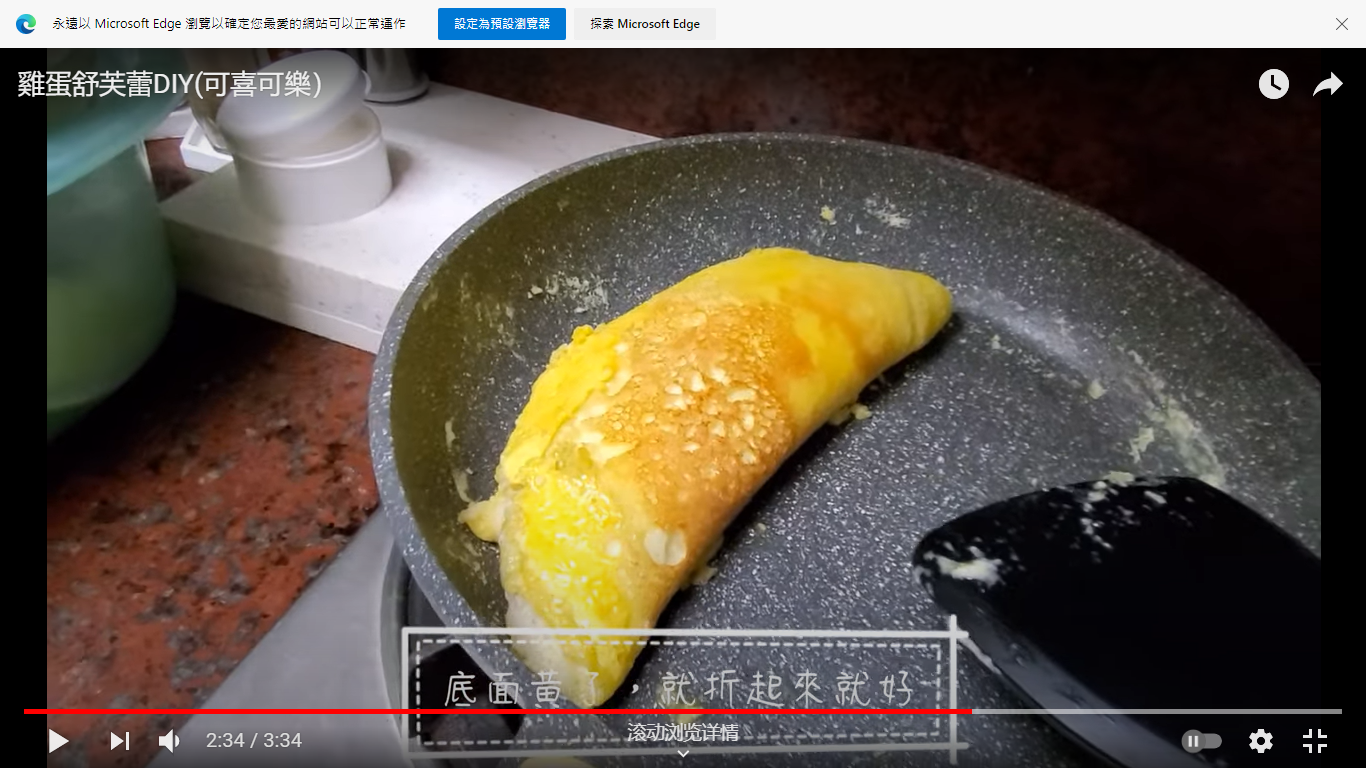 永遠以 Microsoft Edge 瀏覽以確定您最愛的網站可以正常運作
設定為預設瀏覽器
探索 Microsoft Edge
雞蛋舒芙蕾DIY(可喜可樂)
底面黃了，就折起來就好
2:34 / 3:34
滚动浏览详情